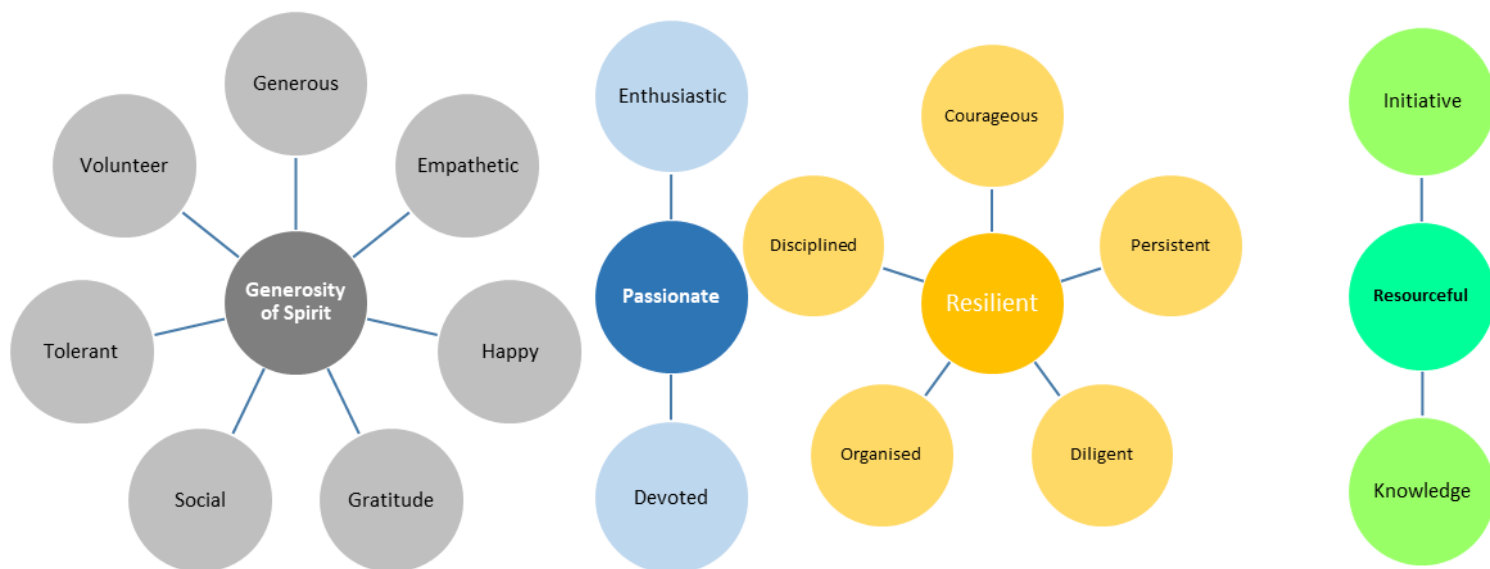 Generous
Volunteer
Empathetic
Generosity
of Spirit
Tolerant
Happy
Social
Gratitude
Enthusiastic
Passionate
Devoted
Courageous
Disciplined
Persistent
Resilient
Organised
Diligent
Initiative
Resourceful
Knowledge